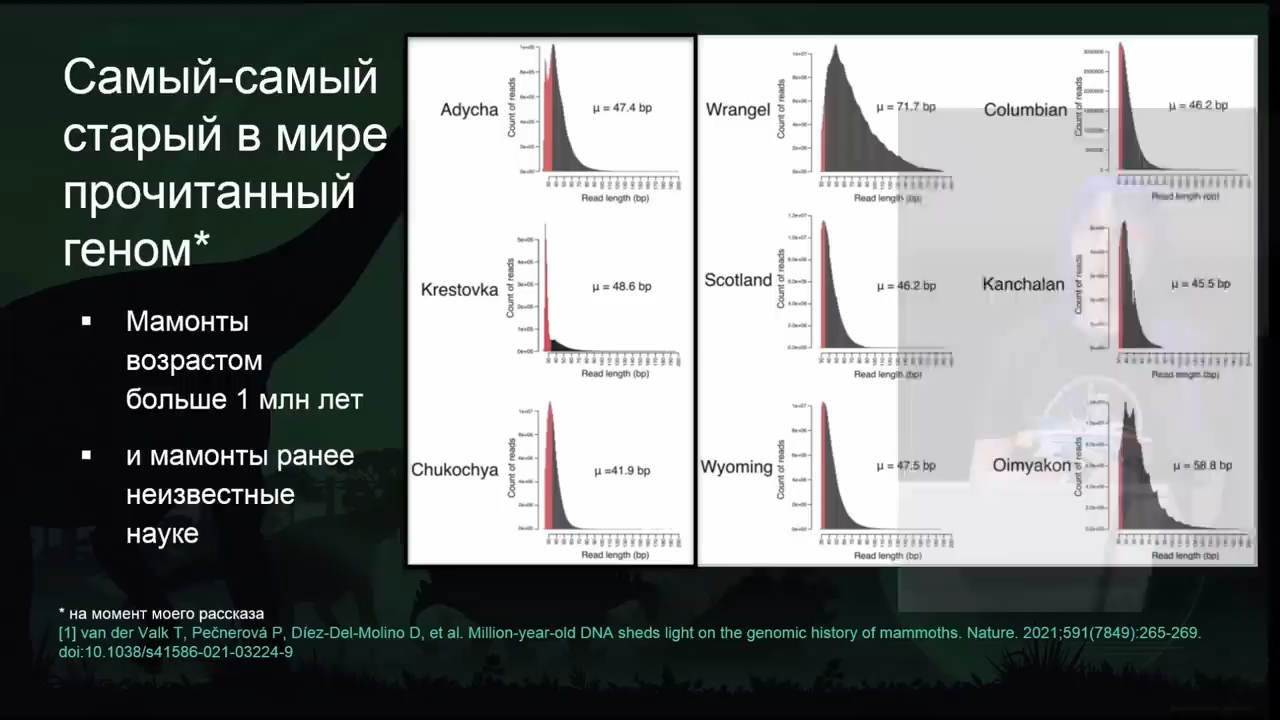 Самый-самый
старый в мире
прочитанный
геном*
▪ Мамонты
возрастом
больше 1 млн лет
▪ и мамонты ранее
неизвестные
науке
Adychа
Count of reads
μ = 47.4 bp
Read length (bp)
Wrangel
Count of reads
μ = 71.7 bp
Read length (bp)
Columbian
Count of reads
μ = 46.2 bp
Read length (bp)
Krestovka
Count of reads
μ = 48.6 bp
Read length (bp)
Scotland
Count of reads
μ = 46.2 bp
Read length (bp)
Kanchalan
Count of reads
μ = 45.5 bp
Read length (bp)
Chukochya
Count of reads
μ =41.9 bp
Read length (bp)
Wyoming
Count of reads
μ = 47.5 bp
Read length (bp)
Oimyakon
Count of reads
μ = 58.8 bp
Read length (bp)
* на момент моего рассказа
[1] van der Valk T, Pečnerová P, Díez-Del-Molino D, et al. Million-year-old DNA sheds light on the genomic history of mammoths. Nature. 2021;591(7849):265-269.
doi:10.1038/s41586-021-03224-9